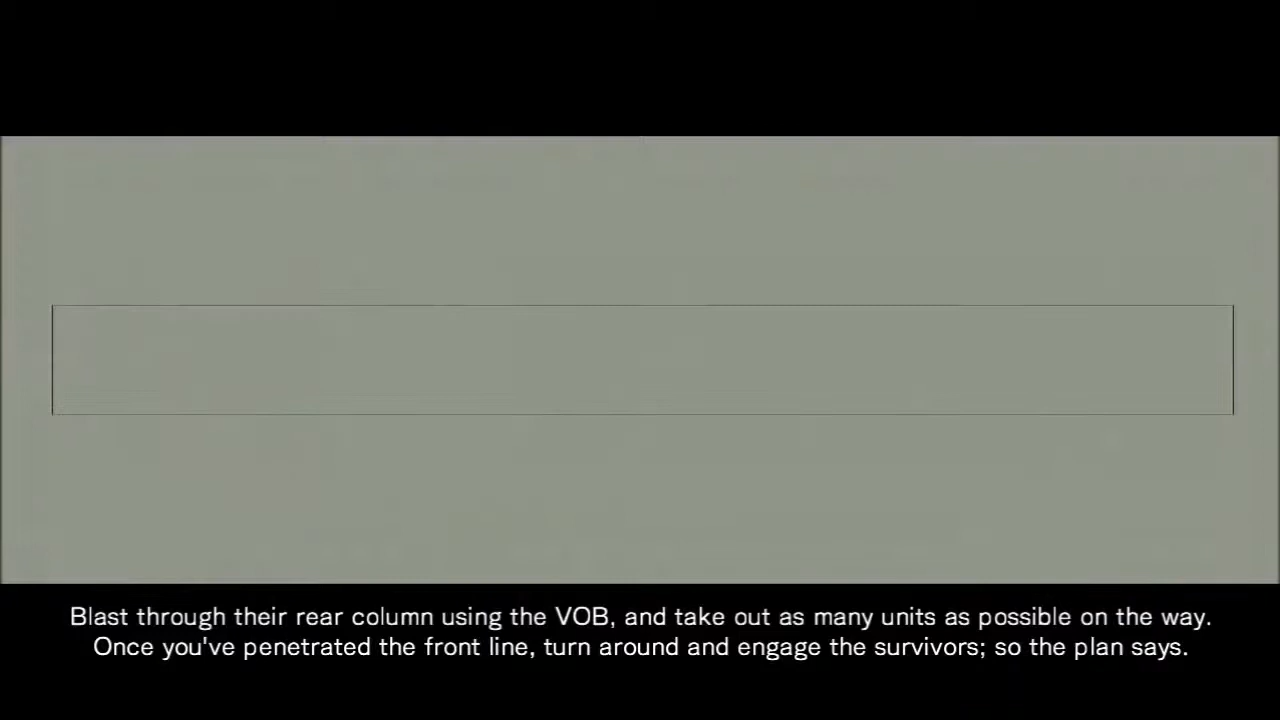 Blast through their rear column using the VOB, and take out as many units as possible on the way.
Once you've penetrated the front line, turn around and engage the survivors; so the plan says.